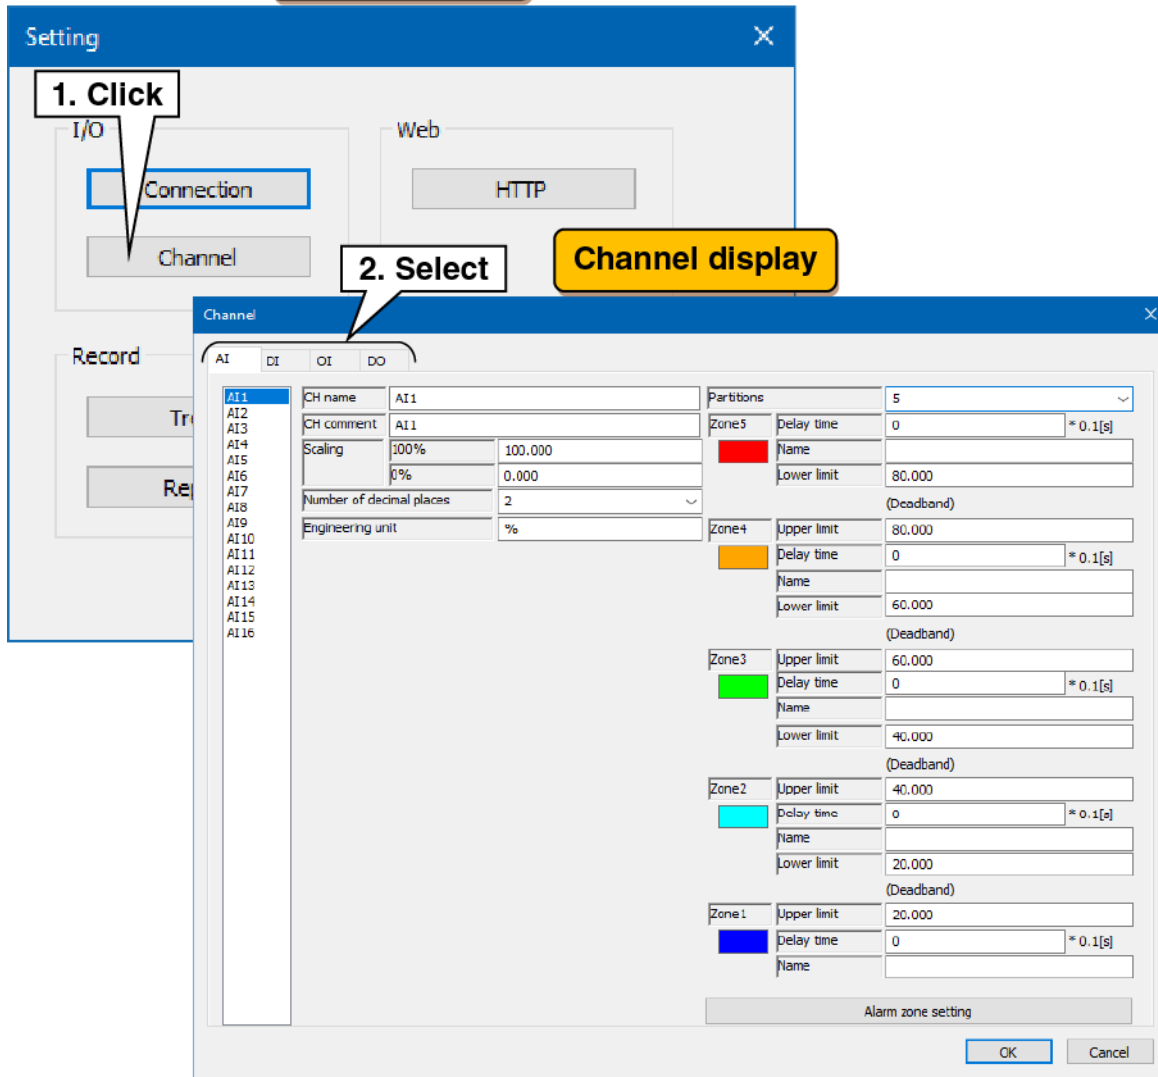 Setting
1. Click
I/O
Web
Connection
HTTP
Channel
2. Select
Channel display
Record
Channel
AI DI OI DO
AI1
AI2
AI3
AI4
AI5
AI6
AI7
AI8
AI9
AI10
AI11
AI12
AI13
AI14
AI15
AI16
CH name AI1
CH comment AI1
Scaling 100% 100.000
0% 0.000
Number of decimal places 2
Engineering unit %
Partitions 5
Zone5 Delay time 0 * 0.1[s]
Name
Lower limit 80.000
(Deadband)
Zone4 Upper limit 80.000
Delay time 0 * 0.1[s]
Name
Lower limit 60.000
(Deadband)
Zone3 Upper limit 60.000
Delay time 0 * 0.1[s]
Name
Lower limit 40.000
(Deadband)
Zone2 Upper limit 40.000
Delay time 0 * 0.1[s]
Name
Lower limit 20.000
(Deadband)
Zone1 Upper limit 20.000
Delay time 0 * 0.1[s]
Name
Alarm zone setting
OK Cancel